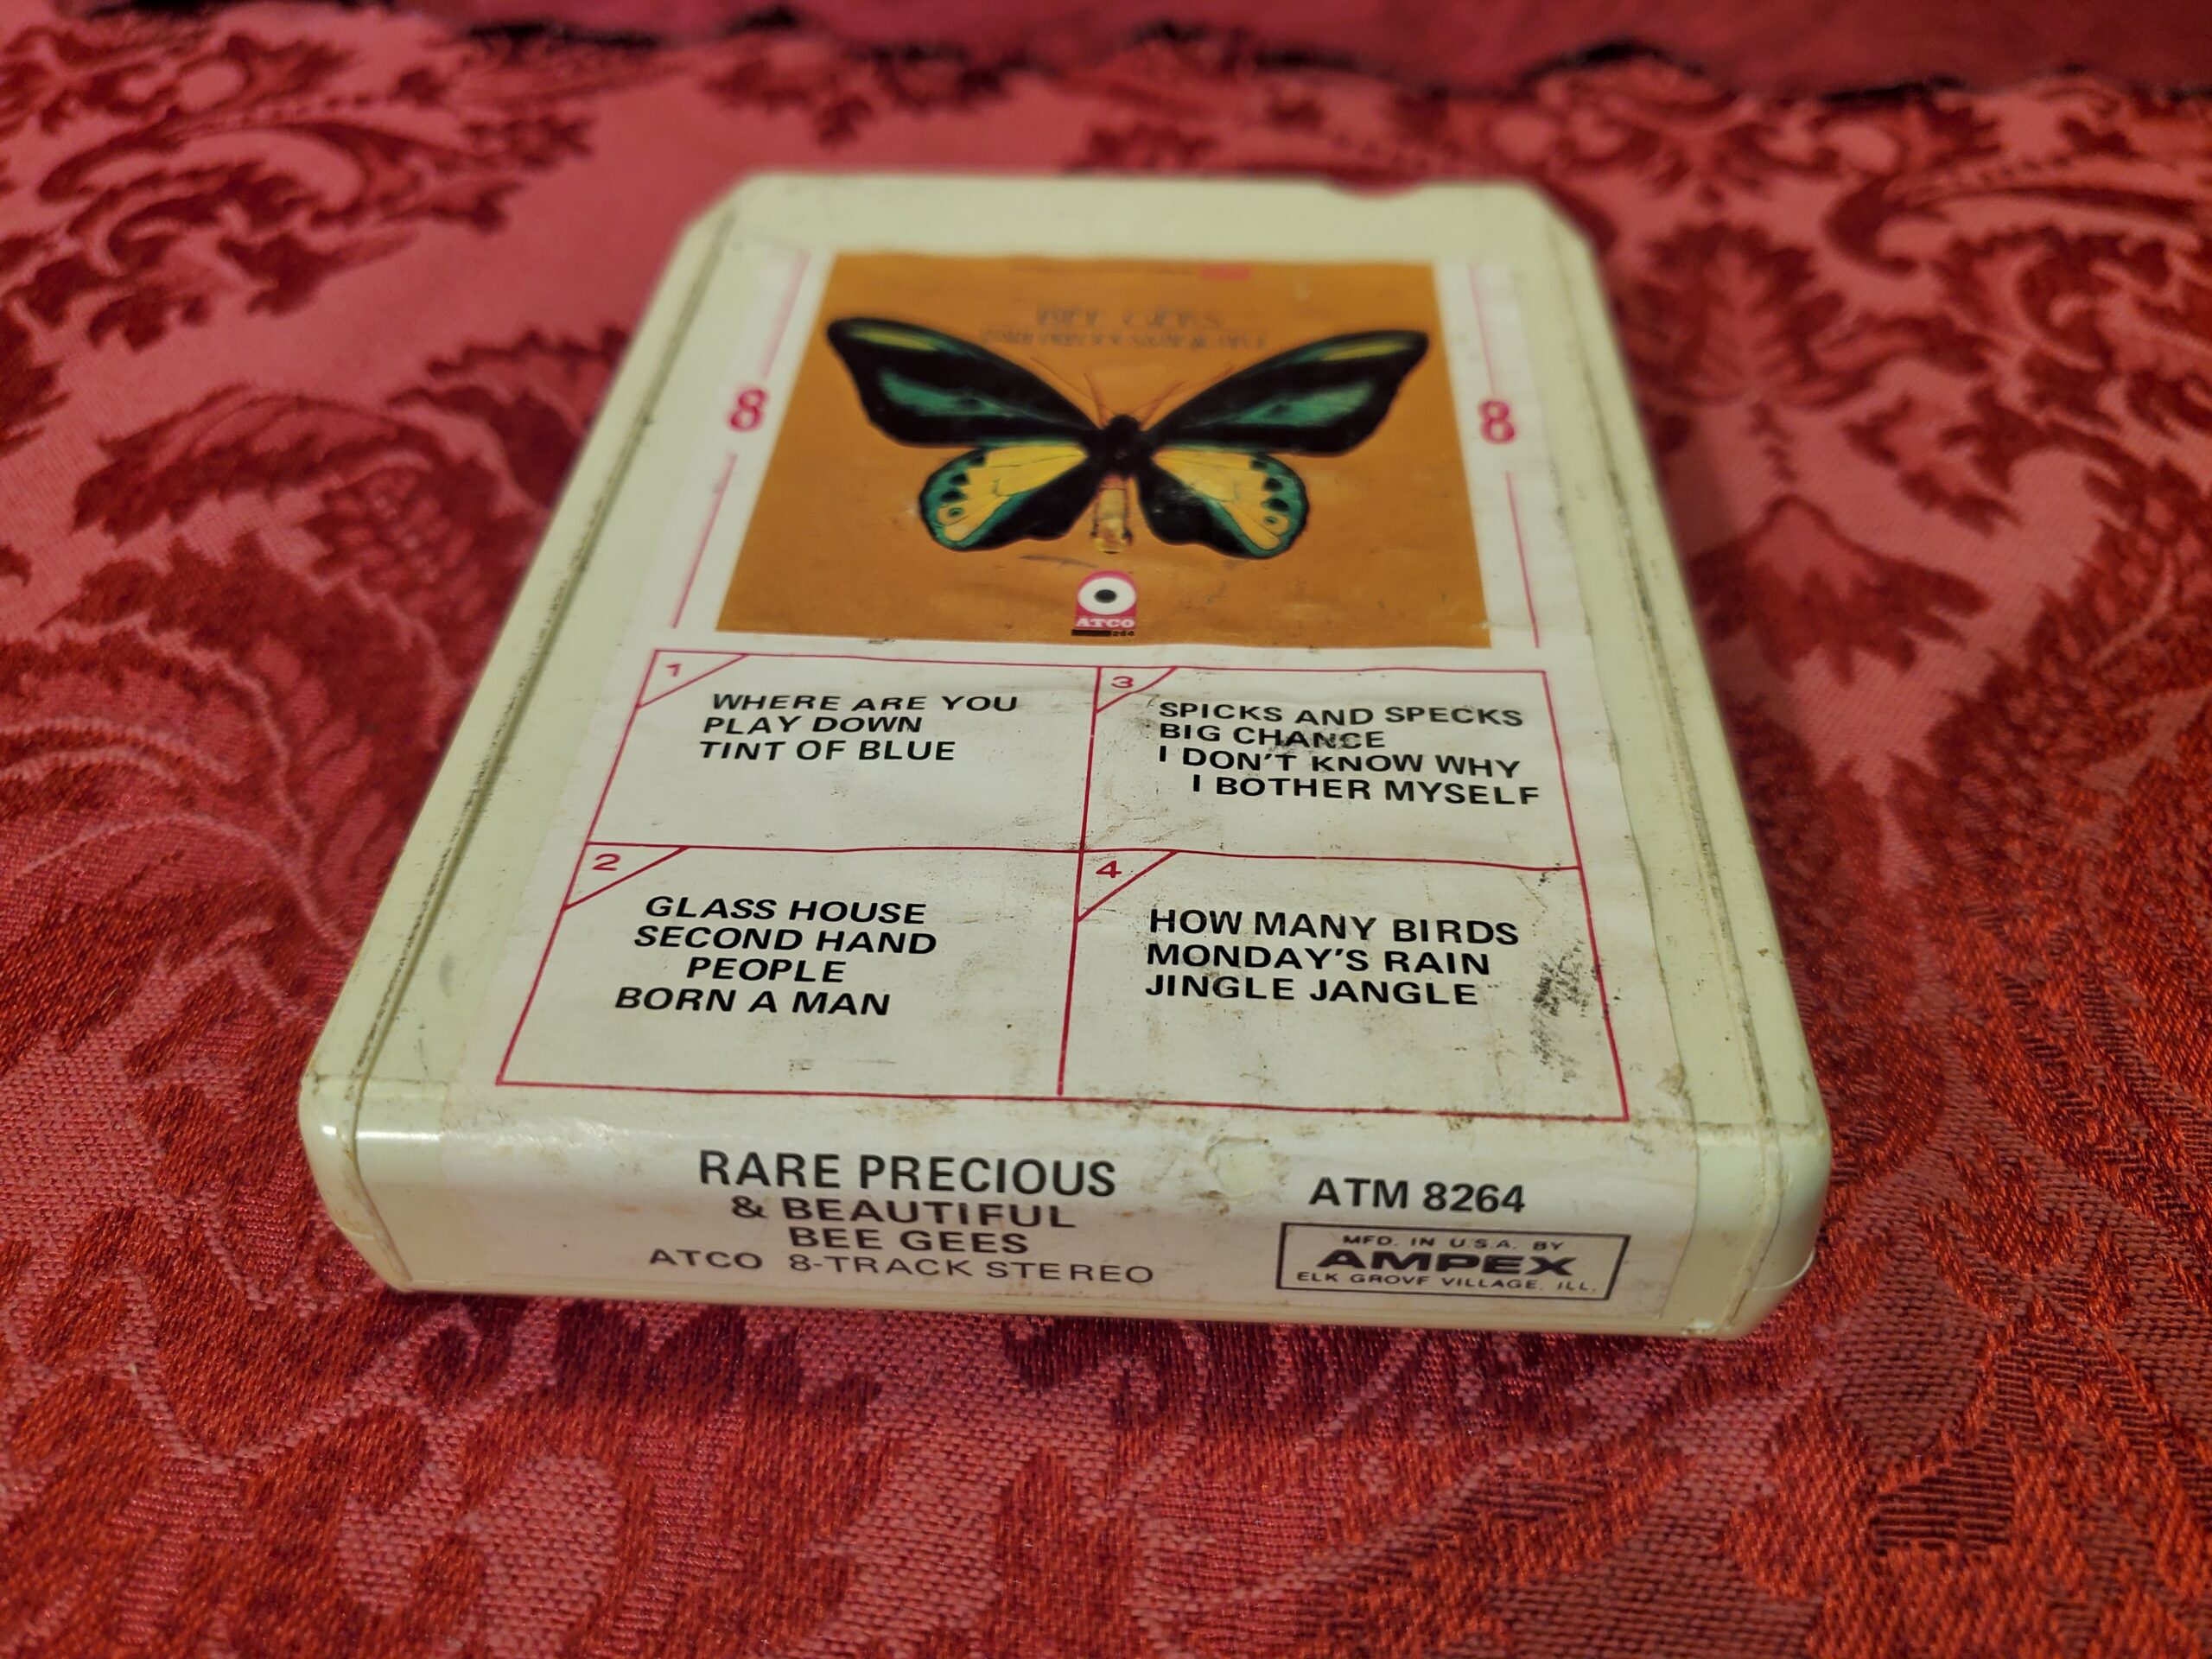 BEE GEES
8
8
ATCO
1
WHERE ARE YOU
PLAY DOWN
TINT OF BLUE
3
SPICKS AND SPECKS
BIG CHANCE
I DON'T KNOW WHY
I BOTHER MYSELF
2
GLASS HOUSE
SECOND HAND
PEOPLE
BORN A MAN
4
HOW MANY BIRDS
MONDAY'S RAIN
JINGLE JANGLE
RARE PRECIOUS
& BEAUTIFUL
BEE GEES
ATCO 8-TRACK STEREO
ATM 8264
MFD. IN U.S.A. BY
AMPEX
ELK GROVE VILLAGE, ILL.